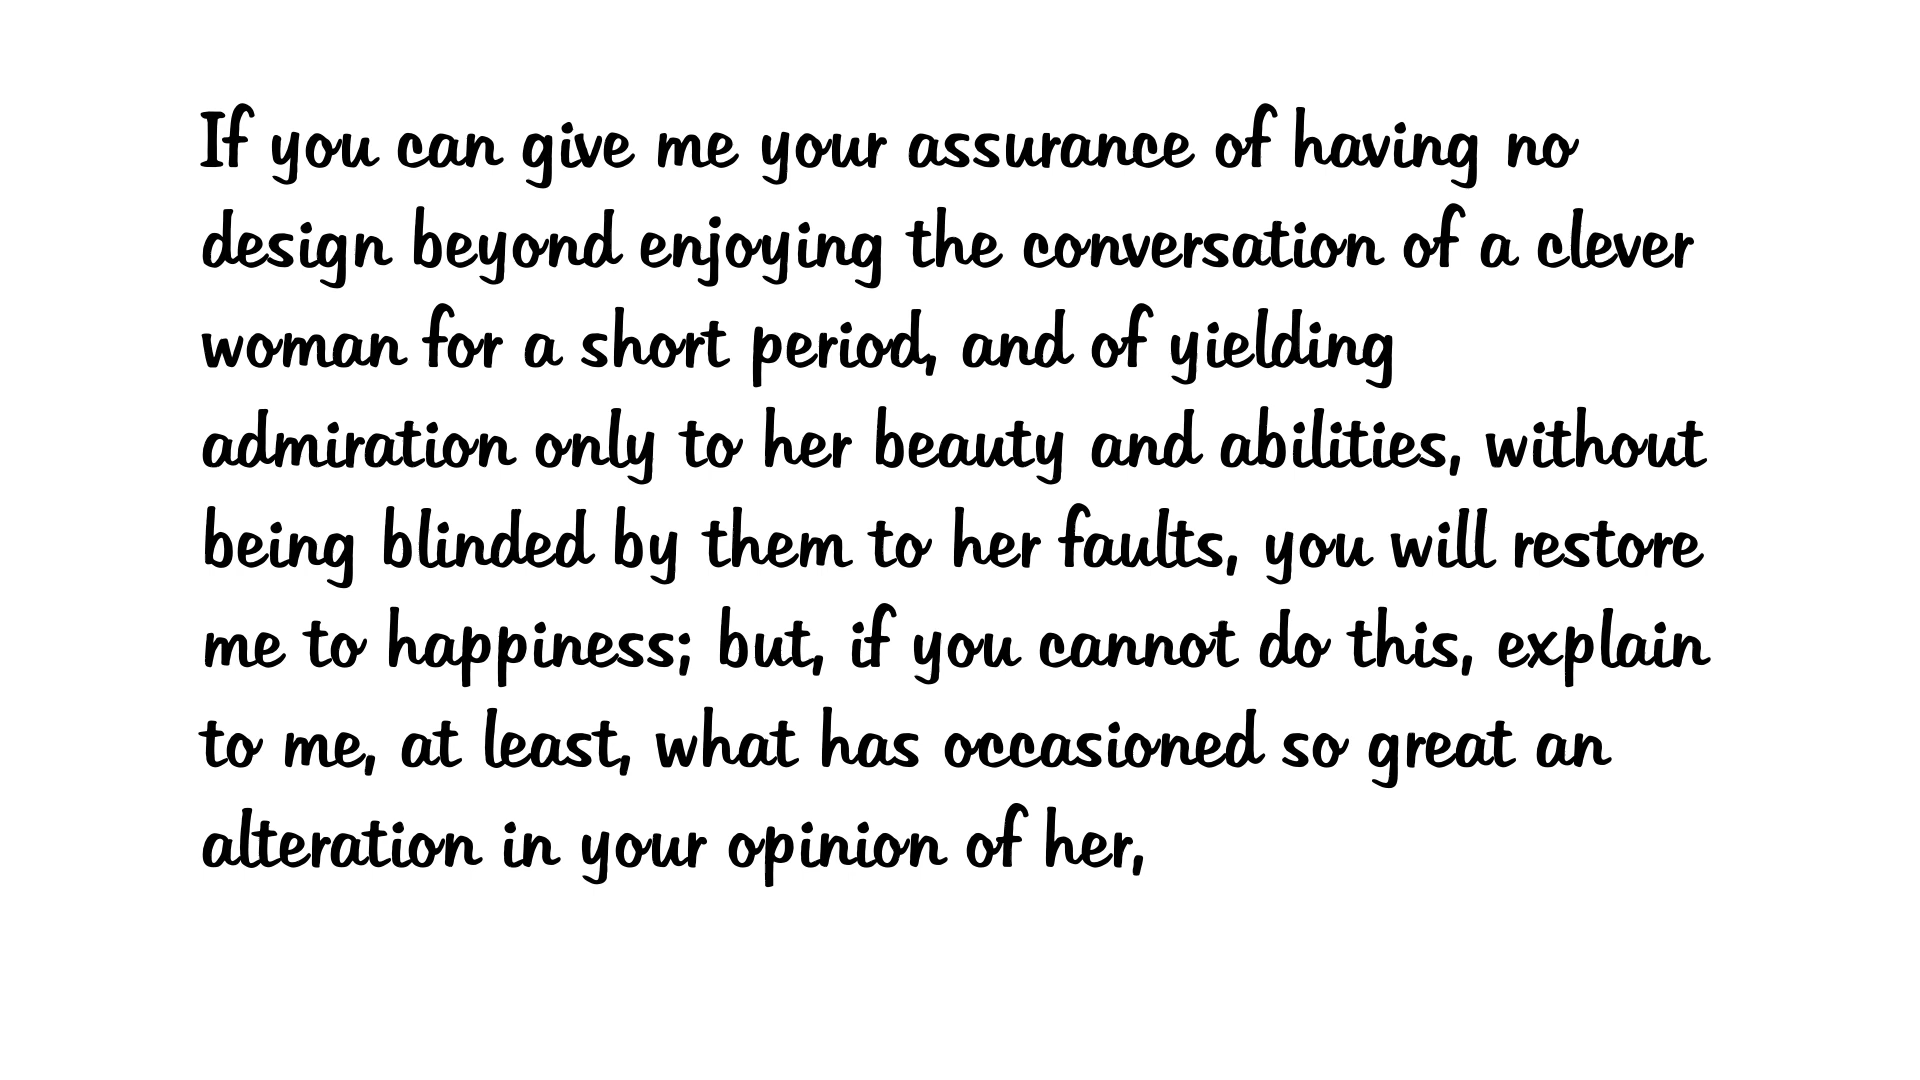 If you can give me your assurance of having no
design beyond enjoying the conversation of a clever
woman for a short period, and of yielding
admiration only to her beauty and abilities, without
being blinded by them to her faults, you will restore
me to happiness; but, if you cannot do this, explain
to me, at least, what has occasioned so great an
alteration in your opinion of her,